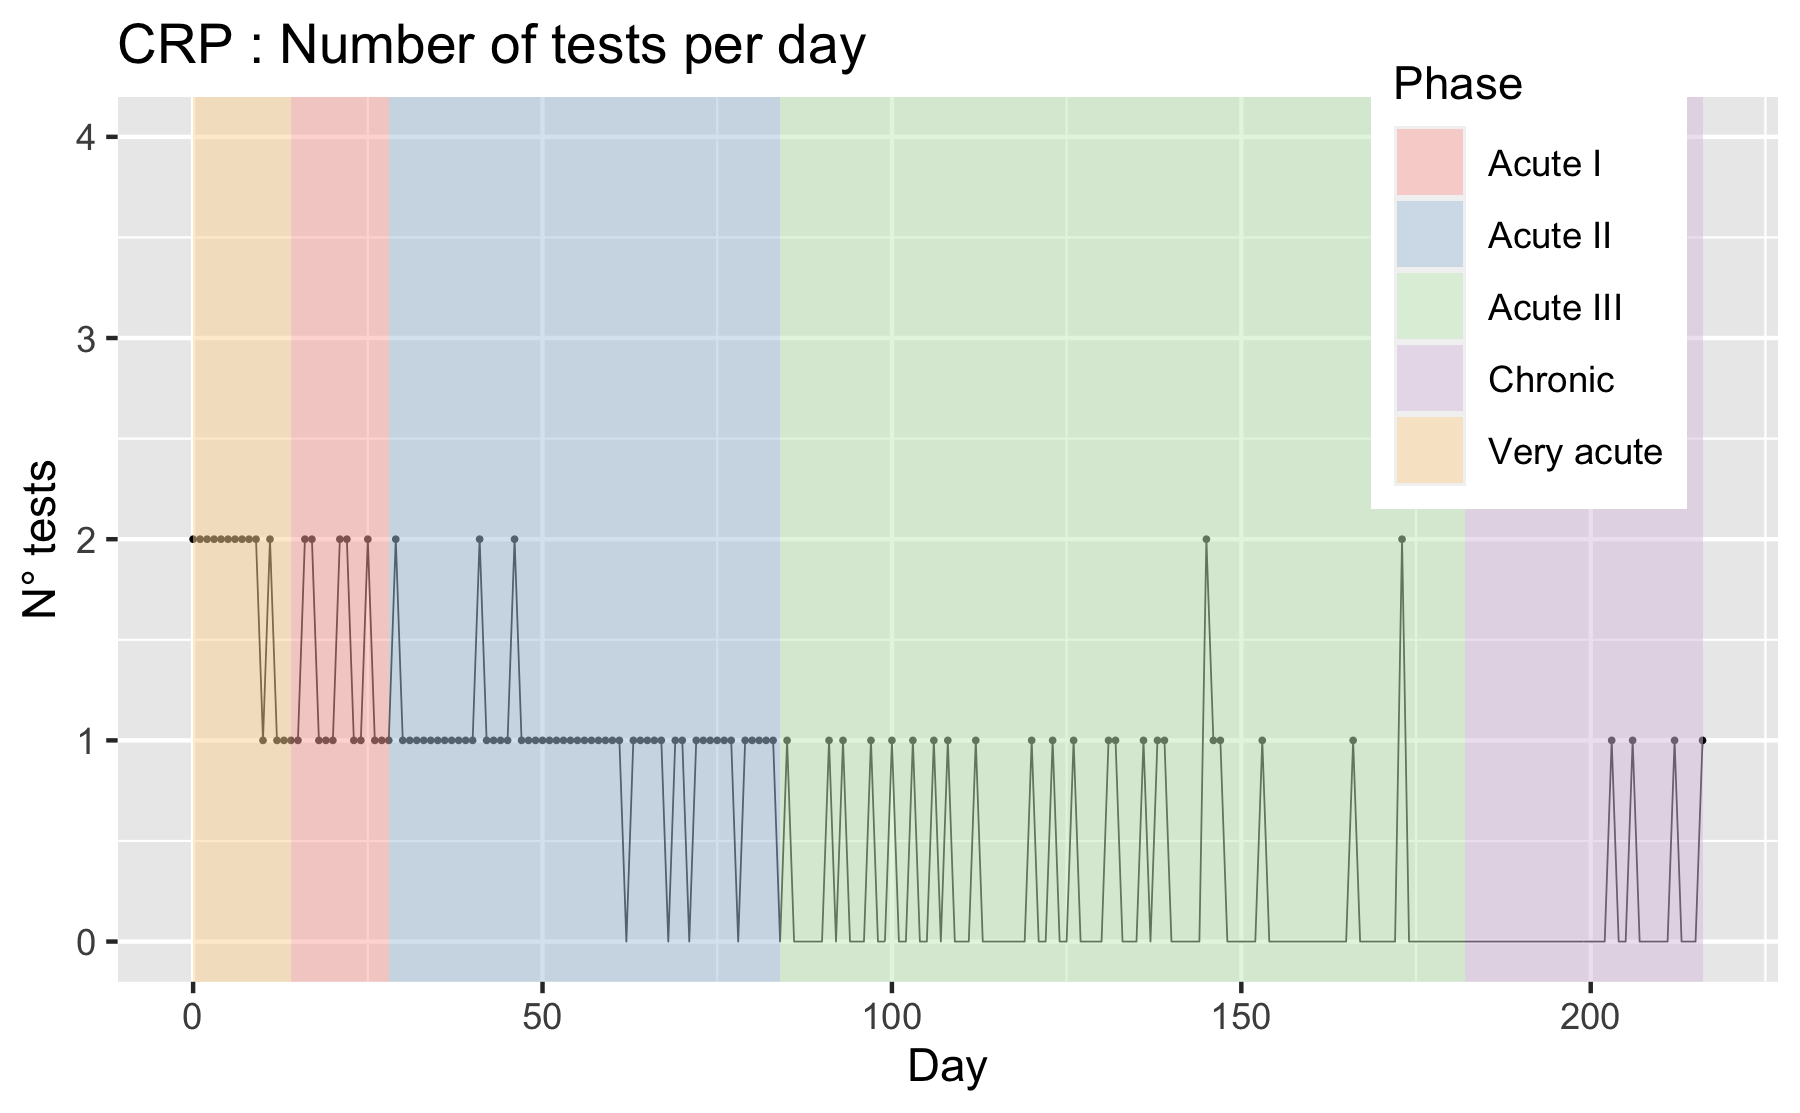 CRP : Number of tests per day
Phase
Acute I
Acute II
Acute III
Chronic
Very acute
N° tests
4
3
2
1
0
0 50 100 150 200
Day